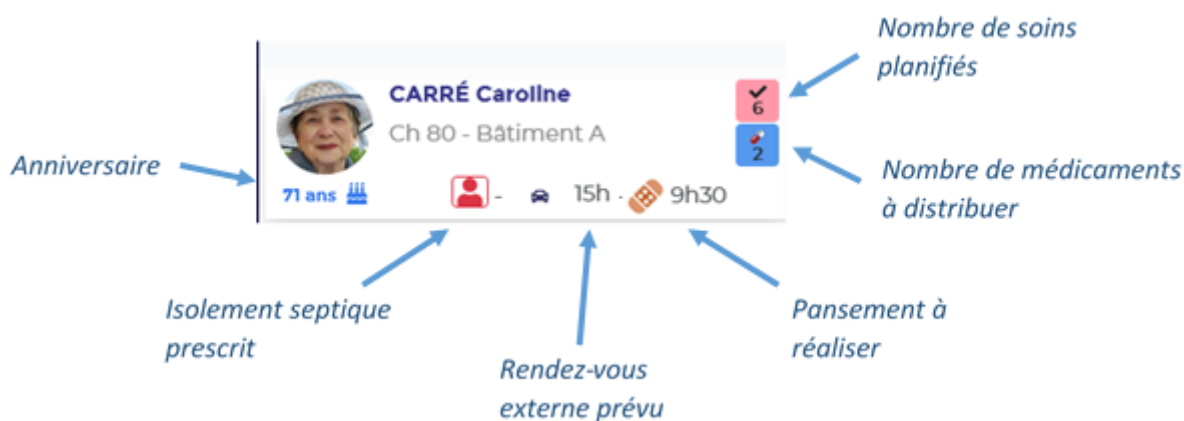 Nombre de soins
planifiés
CARRÉ Caroline
6
Ch 80 - Bâtiment A
2
Anniversaire
Nombre de médicaments
à distribuer
71 ans
- 15h - 9h30
Isolement septique
prescrit
Pansement à
réaliser
Rendez-vous
externe prévu